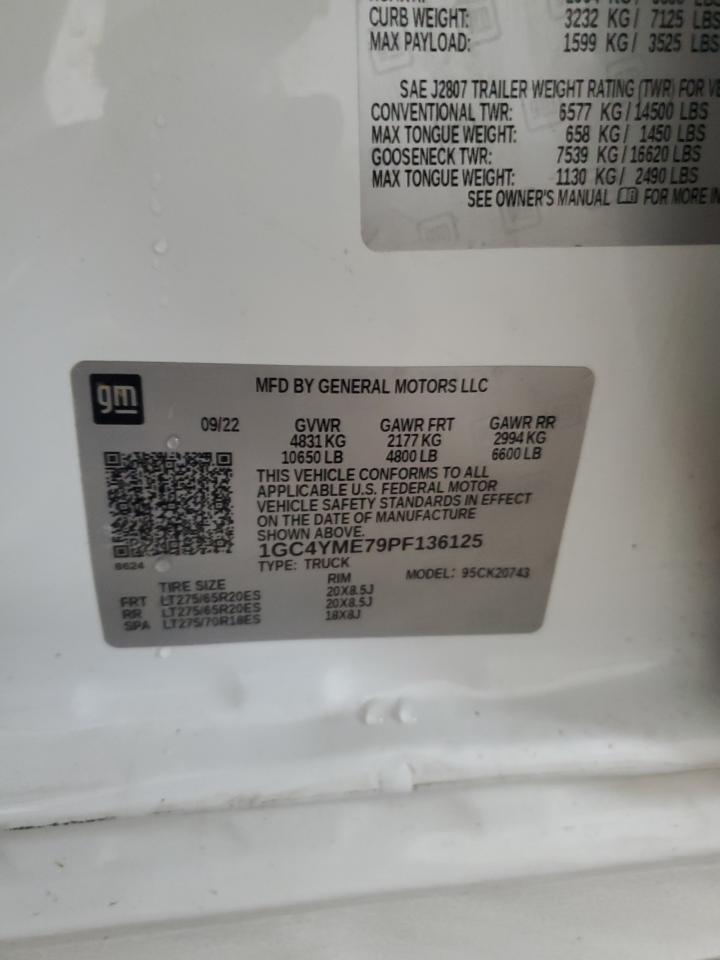 CURB WEIGHT: 3232 KG / 7125 LBS
MAX PAYLOAD: 1599 KG / 3525 LBS
SAE J2807 TRAILER WEIGHT RATING (TWR) FOR
CONVENTIONAL TWR: 6577 KG / 14500 LBS
MAX TONGUE WEIGHT: 658 KG / 1450 LBS
GOOSENECK TWR: 7539 KG / 16620 LBS
MAX TONGUE WEIGHT: 1130 KG / 2490 LBS
SEE OWNER'S MANUAL FOR MORE
gm
MFD BY GENERAL MOTORS LLC
09/22 GVWR GAWR FRT GAWR RR
4831 KG 2177 KG 2994 KG
10650 LB 4800 LB 6600 LB
THIS VEHICLE CONFORMS TO ALL
APPLICABLE U.S. FEDERAL MOTOR
VEHICLE SAFETY STANDARDS IN EFFECT
ON THE DATE OF MANUFACTURE
SHOWN ABOVE.
1GC4YME79PF136125
TYPE: TRUCK MODEL: 95CK20743
8624
TIRE SIZE RIM
FRT LT275/65R20ES 20X8.5J
RR LT275/65R20ES 20X8.5J
SPA LT275/70R18ES 18X8J